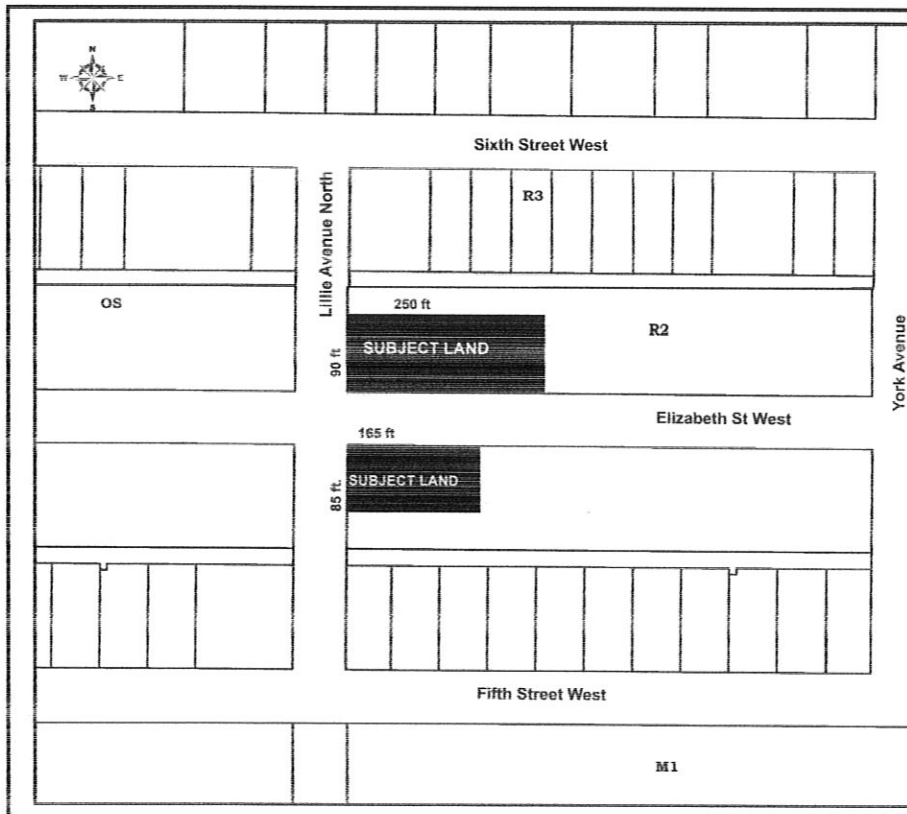 N
W E
S
Sixth Street West
Lillie Avenue North
R3
OS
250 ft
R2
SUBJECT LAND
90 ft
York Avenue
Elizabeth St West
165 ft
SUBJECT LAND
85 ft.
Fifth Street West
M1